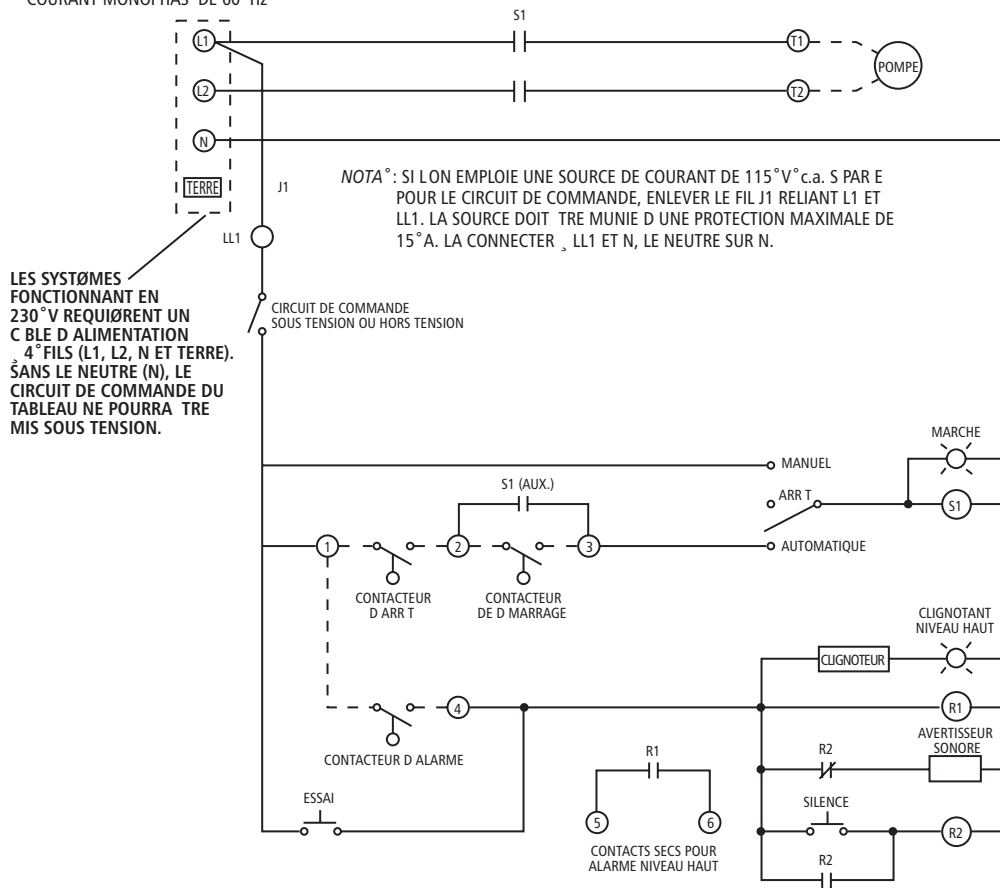 COURANT MONOPHAS DE 60 Hz
S1
L1
T1
POMPE
L2
T2
N
TERRE
J1
NOTA° : SI L ON EMPLOIE UNE SOURCE DE COURANT DE 115°V°c.a. S PAR E
POUR LE CIRCUIT DE COMMANDE, ENLEVER LE FIL J1 RELIANT L1 ET
LL1. LA SOURCE DOIT TRE MUNIE D UNE PROTECTION MAXIMALE DE
15°A. LA CONNECTER ¸ LL1 ET N, LE NEUTRE SUR N.
LL1
LES SYSTØMES
FONCTIONNANT EN
230°V REQUIØRENT UN
C BLE D ALIMENTATION
¸ 4°FILS (L1, L2, N ET TERRE).
SANS LE NEUTRE (N), LE
CIRCUIT DE COMMANDE DU
TABLEAU NE POURRA TRE
MIS SOUS TENSION.
CIRCUIT DE COMMANDE
SOUS TENSION OU HORS TENSION
MARCHE
MANUEL
S1 (AUX.)
ARR T
S1
1
2
3
AUTOMATIQUE
CONTACTEUR
D ARR T
CONTACTEUR
DE D MARRAGE
CLIGNOTANT
NIVEAU HAUT
CLIGNOTEUR
4
R1
CONTACTEUR D ALARME
AVERTISSEUR
SONORE
R1
R2
ESSAI
SILENCE
5
6
R2
CONTACTS SECS POUR
ALARME NIVEAU HAUT
R2